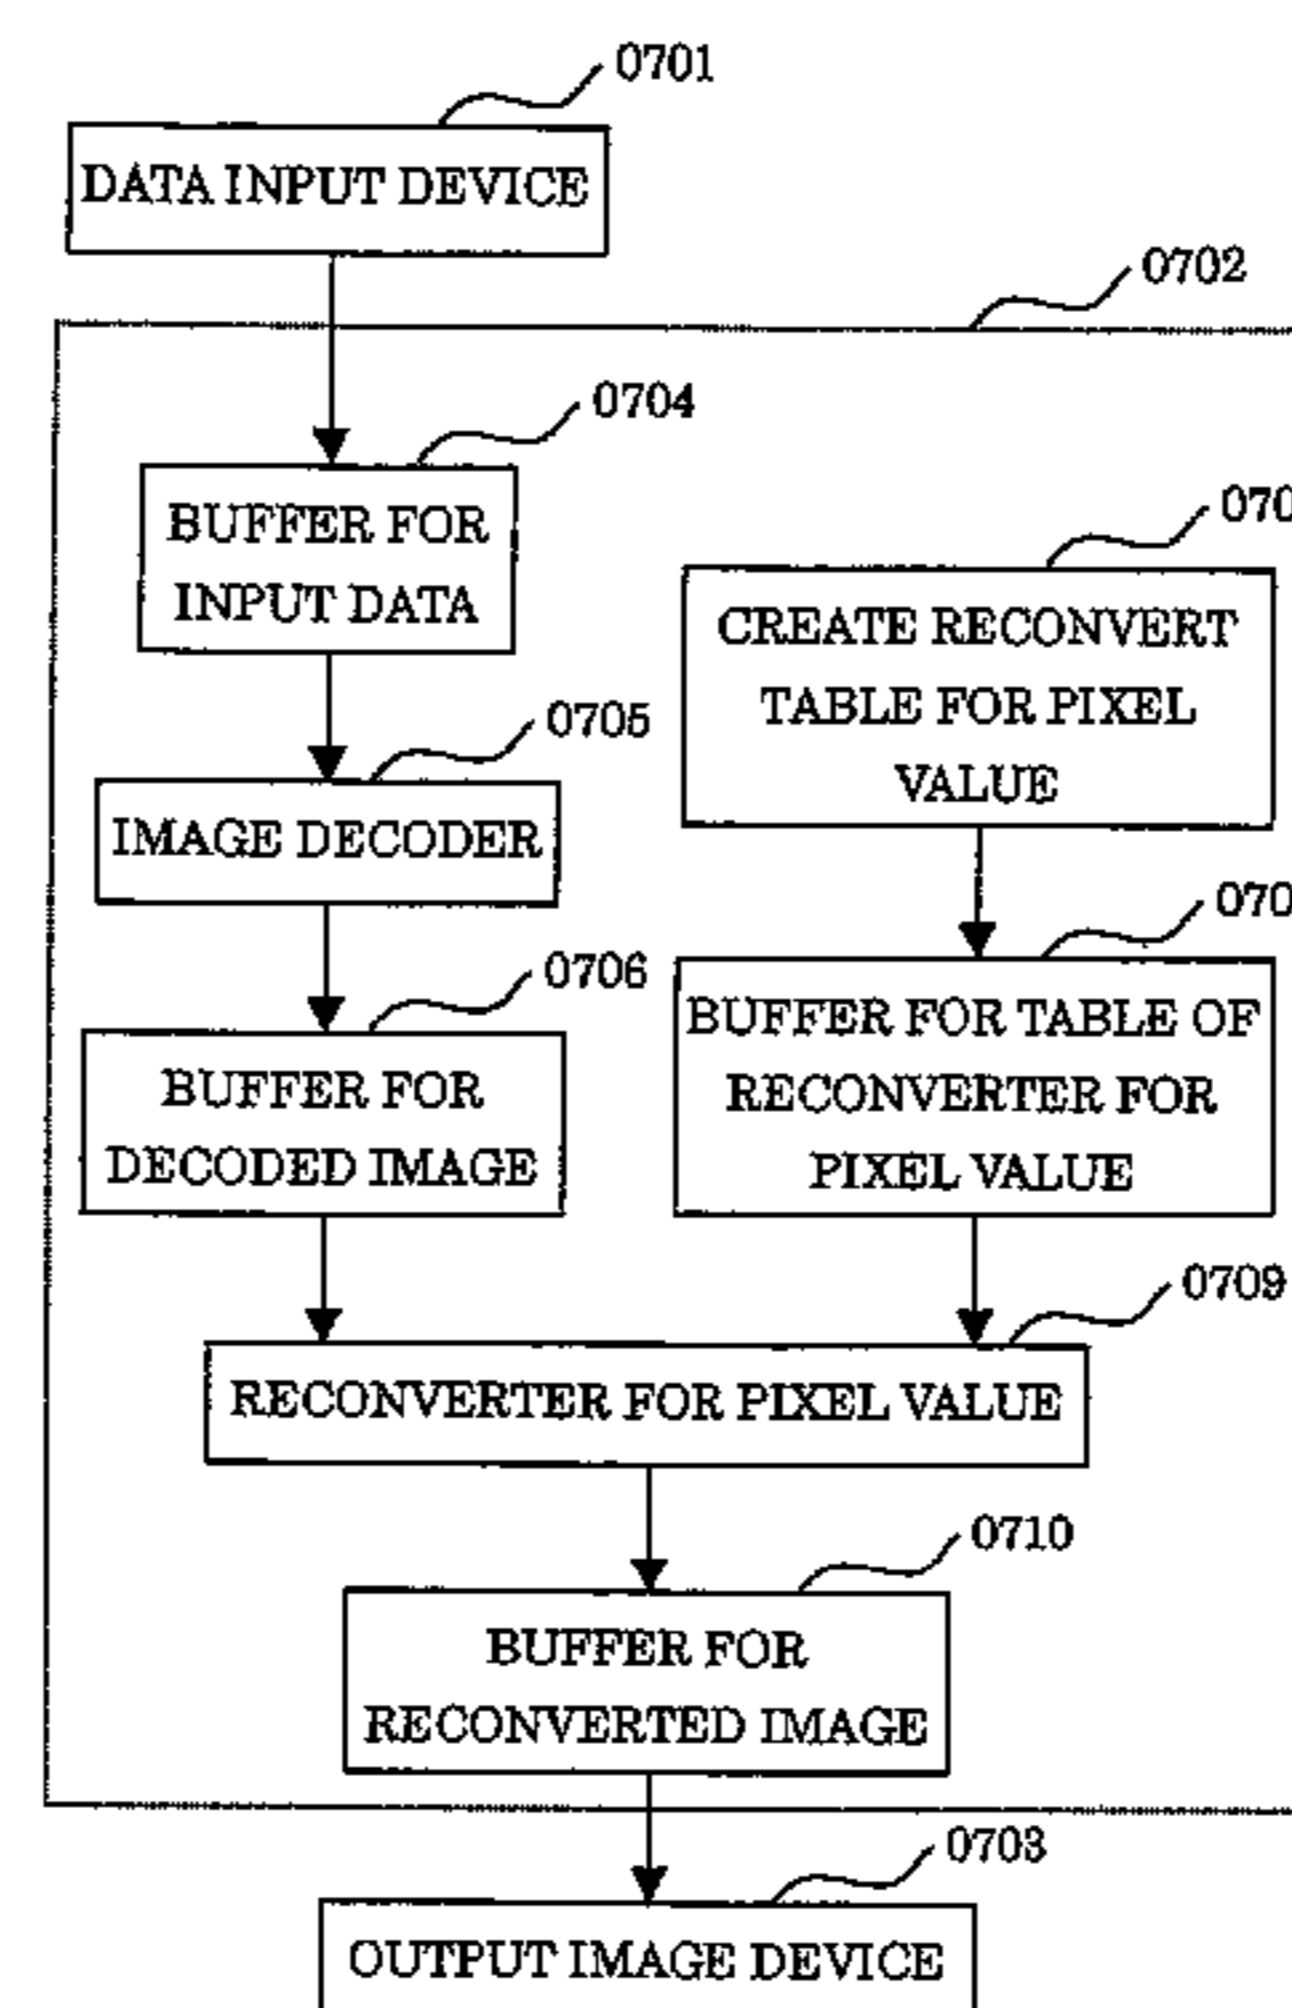 0701
DATA INPUT DEVICE
0702
0704
BUFFER FOR
INPUT DATA
070
CREATE RECONVERT
TABLE FOR PIXEL
VALUE
0705
IMAGE DECODER
070
BUFFER FOR TABLE OF
RECONVERTER FOR
PIXEL VALUE
0706
BUFFER FOR
DECODED IMAGE
0709
RECONVERTER FOR PIXEL VALUE
0710
BUFFER FOR
RECONVERTED IMAGE
0703
OUTPUT IMAGE DEVICE